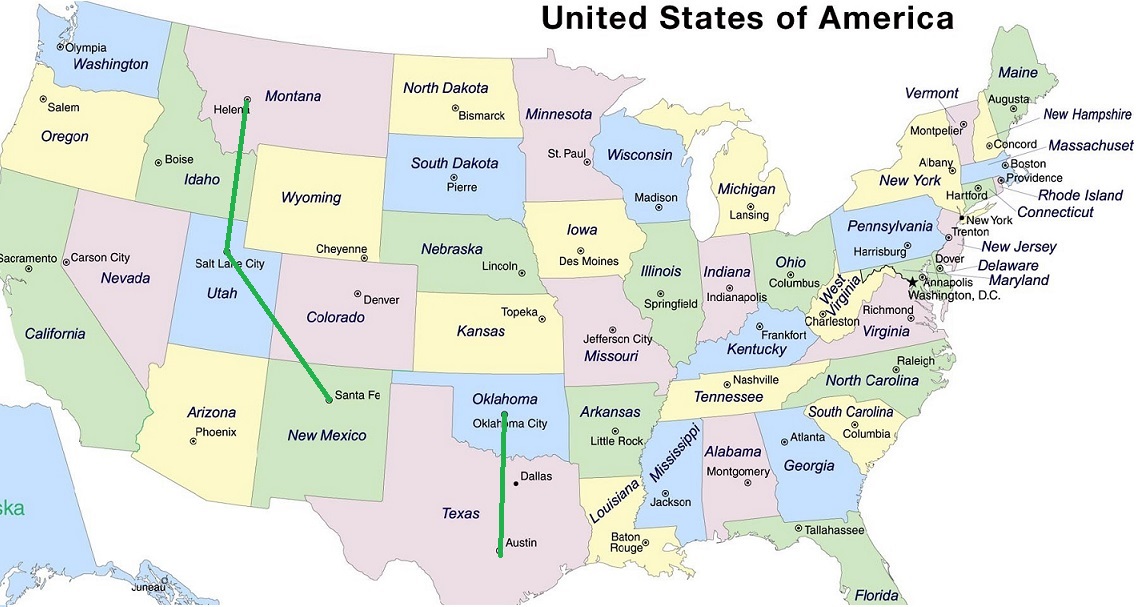 United States of America
Olympia
Washington
Salem
Oregon
Boise
Idaho
Helena
Montana
North Dakota
Bismarck
Minnesota
St. Paul
South Dakota
Pierre
Wisconsin
Madison
Michigan
Lansing
Maine
Augusta
Vermont
Montpelier
New Hampshire
Concord
Massachuset
Boston
Albany
New York
Providence
Hartford
Rhode Island
Connecticut
New York
Trenton
New Jersey
Pennsylvania
Harrisburg
Dover
Delaware
Annapolis
Maryland
Washington, D.C.
Wyoming
Cheyenne
Nebraska
Lincoln
Iowa
Des Moines
Illinois
Springfield
Indiana
Indianapolis
Ohio
Columbus
West
Virginia
Charleston
Richmond
Virginia
Sacramento
Carson City
Nevada
California
Salt Lake City
Utah
Denver
Colorado
Topeka
Kansas
Jefferson City
Missouri
Frankfort
Kentucky
Raleigh
North Carolina
Nashville
Tennessee
Arizona
Phoenix
Santa Fe
New Mexico
Oklahoma
Oklahoma City
Arkansas
Little Rock
Mississippi
Jackson
Alabama
Montgomery
Atlanta
Georgia
South Carolina
Columbia
Dallas
Texas
Austin
Louisiana
Baton
Rouge
Tallahassee
Florida
ska
Juneau